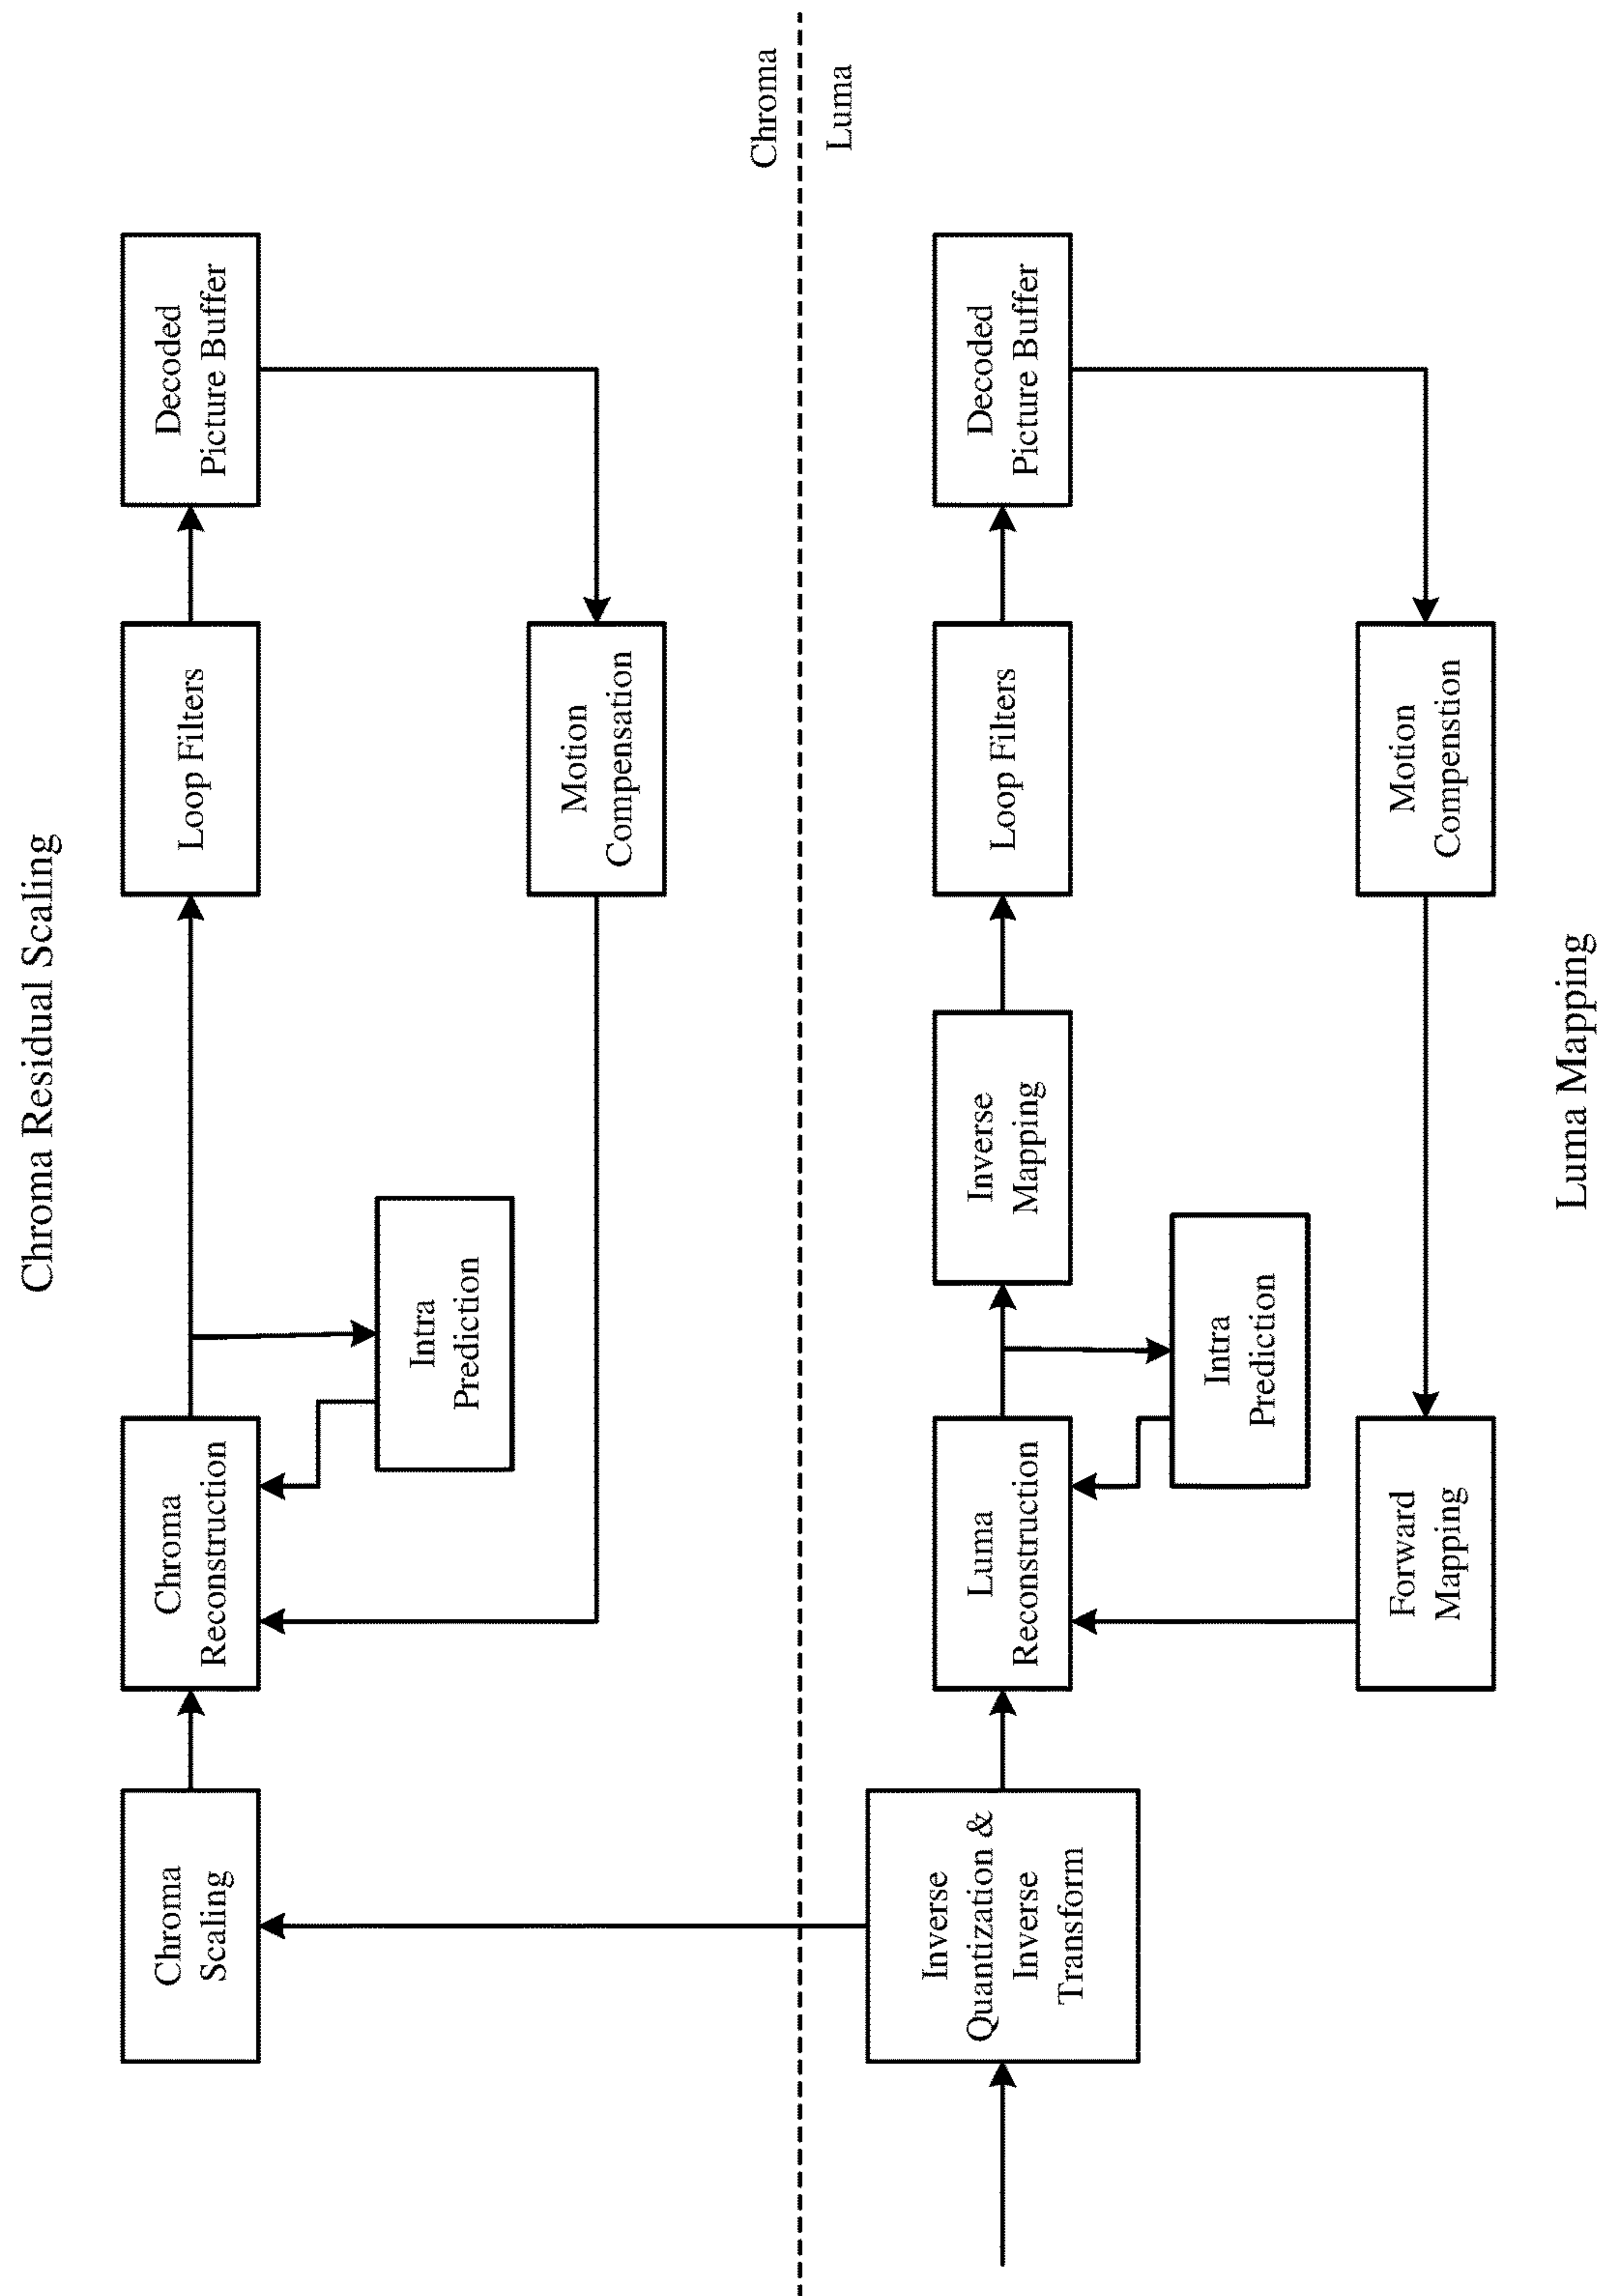 Chroma Residual Scaling
Chroma
Scaling
Chroma
Reconstruction
Loop Filters
Decoded
Picture Buffer
Intra
Prediction
Motion
Compensation
Chroma
Luma
Inverse
Quantization &
Inverse
Transform
Luma
Reconstruction
Inverse
Mapping
Loop Filters
Decoded
Picture Buffer
Intra
Prediction
Forward
Mapping
Motion
Compenstion
Luma Mapping